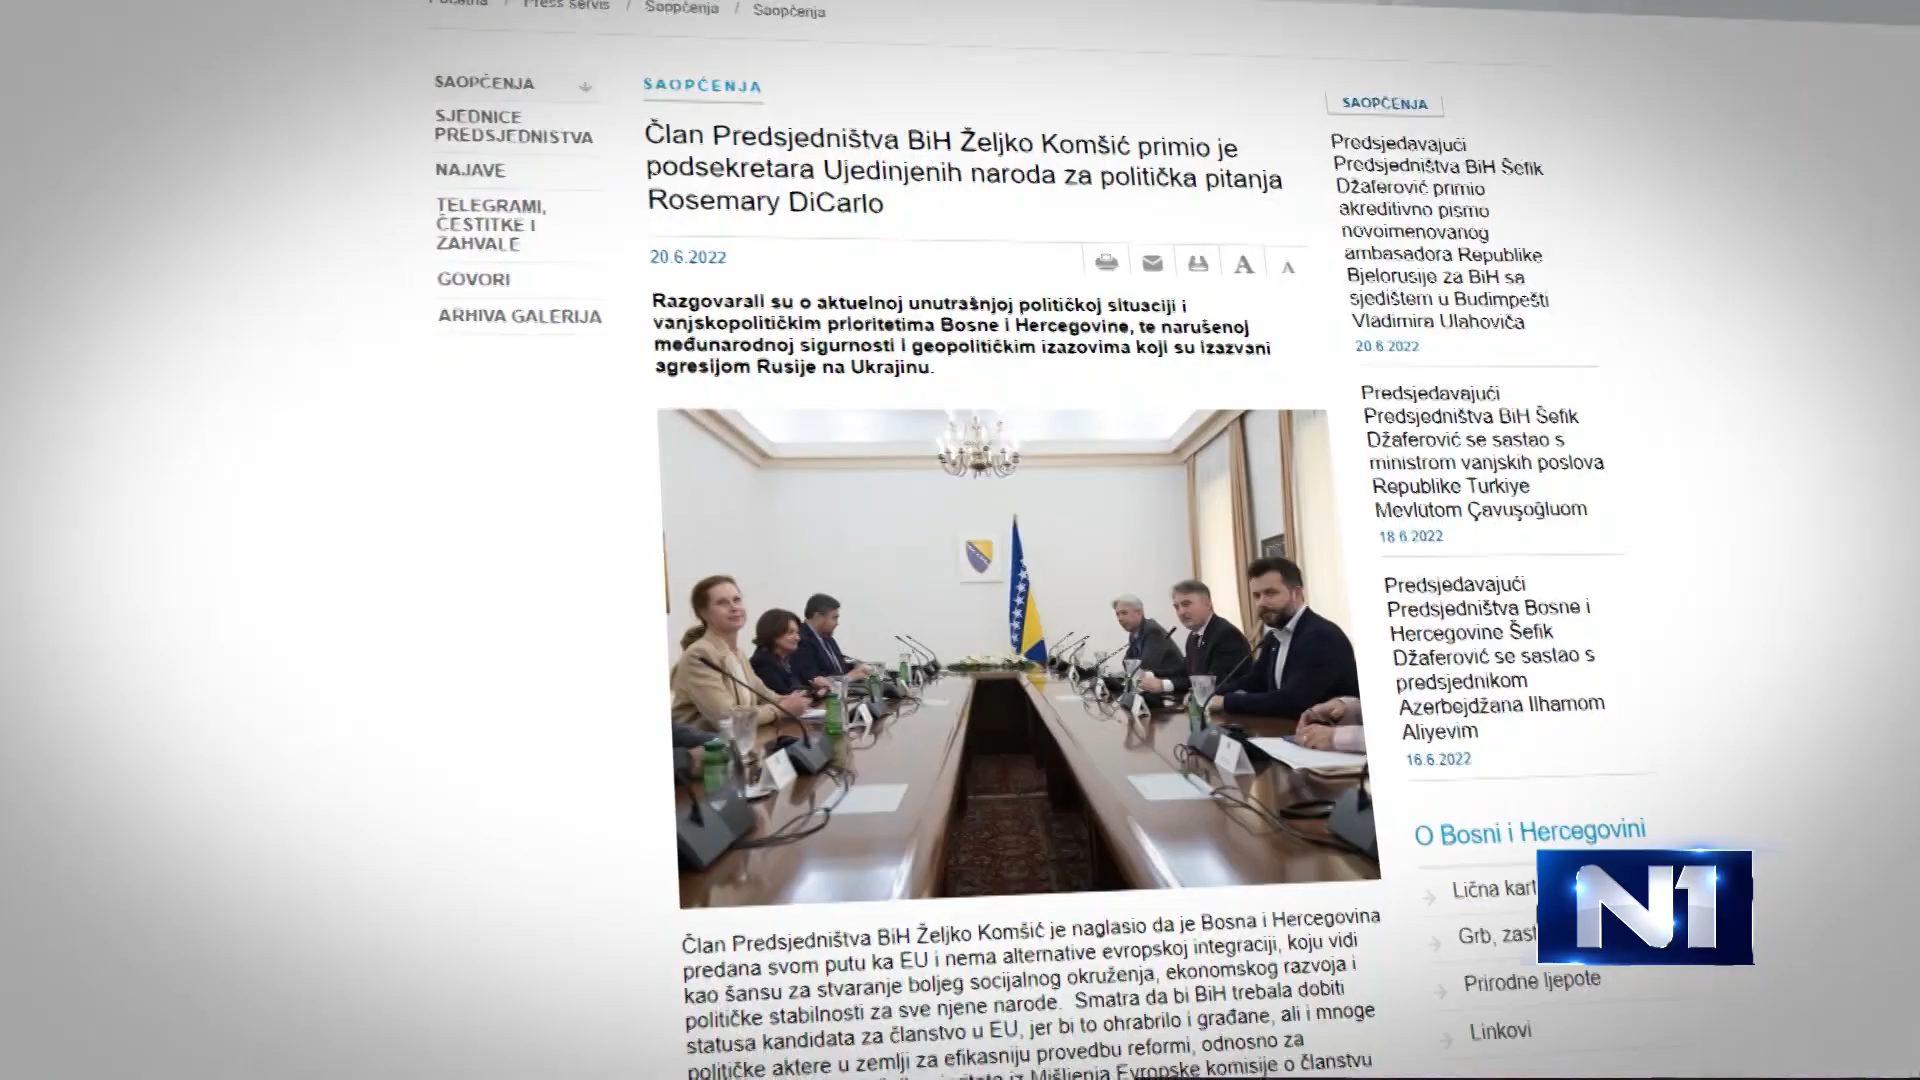 Početna / Press servis / Saopćenja / Saopćenja
SAOPĆENJA
SJEDNICE
PREDSJEDNISTVA
NAJAVE
TELEGRAMI,
ČESTITKE I
ZAHVALE
GOVORI
ARHIVA GALERIJA
SAOPĆENJA
Član Predsjedništva BiH Željko Komšić primio je
podsekretara Ujedinjenih naroda za politička pitanja
Rosemary DiCarlo
20.6.2022
A A
Razgovarali su o aktuelnoj unutrašnjoj političkoj situaciji i
vanjskopolitičkim prioritetima Bosne i Hercegovine, te narušenoj
međunarodnoj sigurnosti i geopolitičkim izazovima koji su izazvani
agresijom Rusije na Ukrajinu.
Član Predsjedništva BiH Željko Komšić je naglasio da je Bosna i Hercegovina
predana svom putu ka EU i nema alternative evropskoj integraciji, koju vidi
kao šansu za stvaranje boljeg socijalnog okruženja, ekonomskog razvoja i
političke stabilnosti za sve njene narode. Smatra da bi BiH trebala dobiti
statusa kandidata za članstvo u EU, jer bi to ohrabrilo i građane, ali i mnoge
političke aktere u zemlji za efikasniju provedbu reformi, odnosno za
iz Mišljenja Evropske komisije o članstvu
SAOPĆENJA
Predsjedavajući
Predsjedništva BiH Šefik
Džaferović primio
akreditivno pismo
novoimenovanog
ambasadora Republike
Bjelorusije za BiH sa
sjedištem u Budimpešti
Vladimira Ulahoviča
20.6.2022
Predsjedavajući
Predsjedništva BiH Šefik
Džaferović se sastao s
ministrom vanjskih poslova
Republike Turkiye
Mevlutom Çavuşoğluom
18.6.2022
Predsjedavajući
Predsjedništva Bosne i
Hercegovine Šefik
Džaferović se sastao s
predsjednikom
Azerbejdžana Ilhamom
Aliyevim
16.6.2022
O Bosni i Hercegovini
Lična kart
Grb, zast
Prirodne ljepote
Linkovi
N1